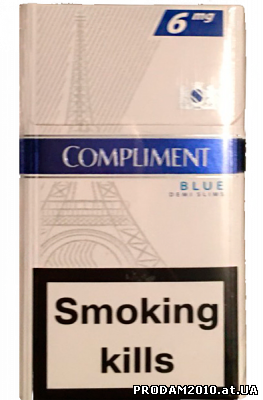 6 mg
COMPLIMENT
BLUE
DEMI SLIMS
Smoking
kills
PRODAM2010.at.UA